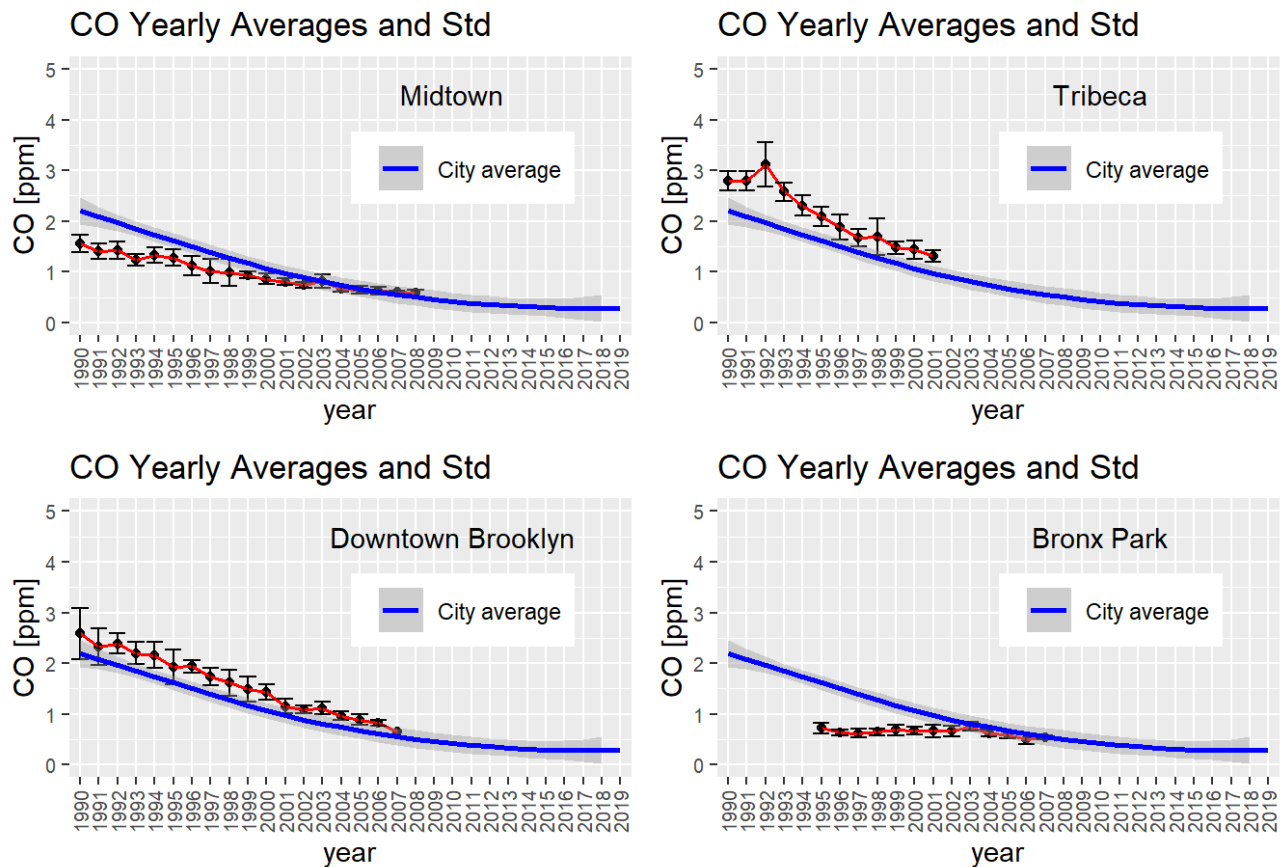 CO Yearly Averages and Std
CO [ppm]
5
4
3
2
1
0
Midtown
City average
1990 1991 1992 1993 1994 1995 1996 1997 1998 1999 2000 2001 2002 2003 2004 2005 2006 2007 2008 2009 2010 2011 2012 2013 2014 2015 2016 2017 2018 2019
year
CO Yearly Averages and Std
CO [ppm]
5
4
3
2
1
0
Tribeca
City average
1990 1991 1992 1993 1994 1995 1996 1997 1998 1999 2000 2001 2002 2003 2004 2005 2006 2007 2008 2009 2010 2011 2012 2013 2014 2015 2016 2017 2018 2019
year
CO Yearly Averages and Std
CO [ppm]
5
4
3
2
1
0
Downtown Brooklyn
City average
1990 1991 1992 1993 1994 1995 1996 1997 1998 1999 2000 2001 2002 2003 2004 2005 2006 2007 2008 2009 2010 2011 2012 2013 2014 2015 2016 2017 2018 2019
year
CO Yearly Averages and Std
CO [ppm]
5
4
3
2
1
0
Bronx Park
City average
1990 1991 1992 1993 1994 1995 1996 1997 1998 1999 2000 2001 2002 2003 2004 2005 2006 2007 2008 2009 2010 2011 2012 2013 2014 2015 2016 2017 2018 2019
year